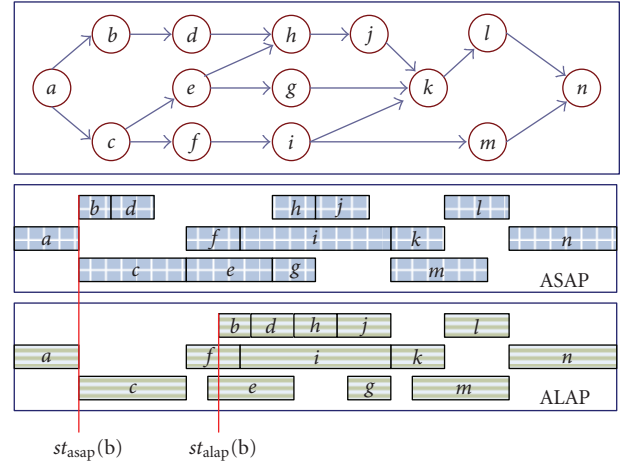 b d h j l
a e g k n
c f i m
b d h j l
a f i k n
c e g m
ASAP
b d h j l
a f i k n
c e g m
ALAP
st_asap(b) st_alap(b)